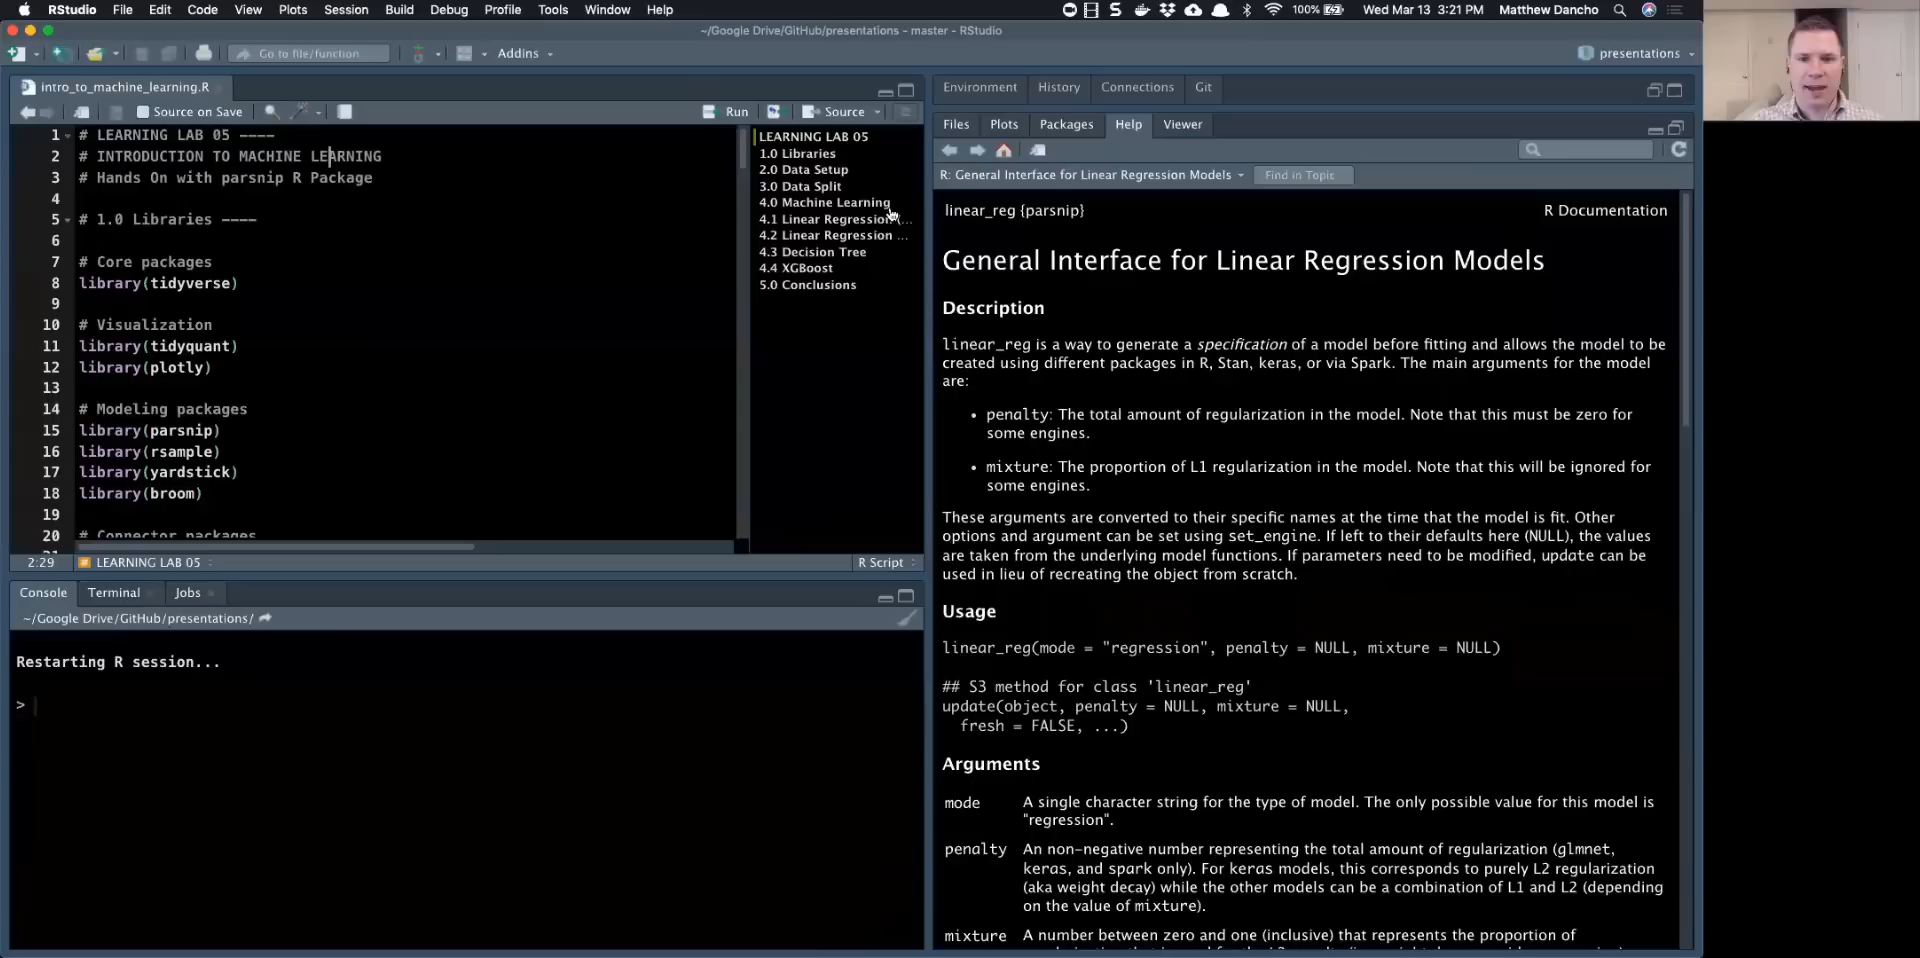 RStudio File Edit Code View Plots Session Build Debug Profile Tools Window Help 100% Wed Mar 13 3:21 PM Matthew Dancho
~/Google Drive/GitHub/presentations - master - RStudio
Go to file/function Addins presentations
intro_to_machine_learning.R
Source on Save Run Source
1 # LEARNING LAB 05 ----
2 # INTRODUCTION TO MACHINE LEARNING
3 # Hands On with parsnip R Package
4
5 # 1.0 Libraries ----
6
7 # Core packages
8 library(tidyverse)
9
10 # Visualization
11 library(tidyquant)
12 library(plotly)
13
14 # Modeling packages
15 library(parsnip)
16 library(rsample)
17 library(yardstick)
18 library(broom)
19
20 # Connector packages
21
LEARNING LAB 05
1.0 Libraries
2.0 Data Setup
3.0 Data Split
4.0 Machine Learning
4.1 Linear Regression (...
4.2 Linear Regression ...
4.3 Decision Tree
4.4 XGBoost
5.0 Conclusions
2:29 LEARNING LAB 05 R Script
Console Terminal Jobs
~/Google Drive/GitHub/presentations/
Restarting R session...
>
Environment History Connections Git
Files Plots Packages Help Viewer
R: General Interface for Linear Regression Models Find in Topic
linear_reg {parsnip} R Documentation
General Interface for Linear Regression Models
Description
linear_reg is a way to generate a specification of a model before fitting and allows the model to be
created using different packages in R, Stan, keras, or via Spark. The main arguments for the model
are:
• penalty: The total amount of regularization in the model. Note that this must be zero for
some engines.
• mixture: The proportion of L1 regularization in the model. Note that this will be ignored for
some engines.
These arguments are converted to their specific names at the time that the model is fit. Other
options and argument can be set using set_engine. If left to their defaults here (NULL), the values
are taken from the underlying model functions. If parameters need to be modified, update can be
used in lieu of recreating the object from scratch.
Usage
linear_reg(mode = "regression", penalty = NULL, mixture = NULL)
## S3 method for class 'linear_reg'
update(object, penalty = NULL, mixture = NULL,
fresh = FALSE, ...)
Arguments
mode A single character string for the type of model. The only possible value for this model is
"regression".
penalty An non-negative number representing the total amount of regularization (glmnet,
keras, and spark only). For keras models, this corresponds to purely L2 regularization
(aka weight decay) while the other models can be a combination of L1 and L2 (depending
on the value of mixture).
mixture A number between zero and one (inclusive) that represents the proportion of